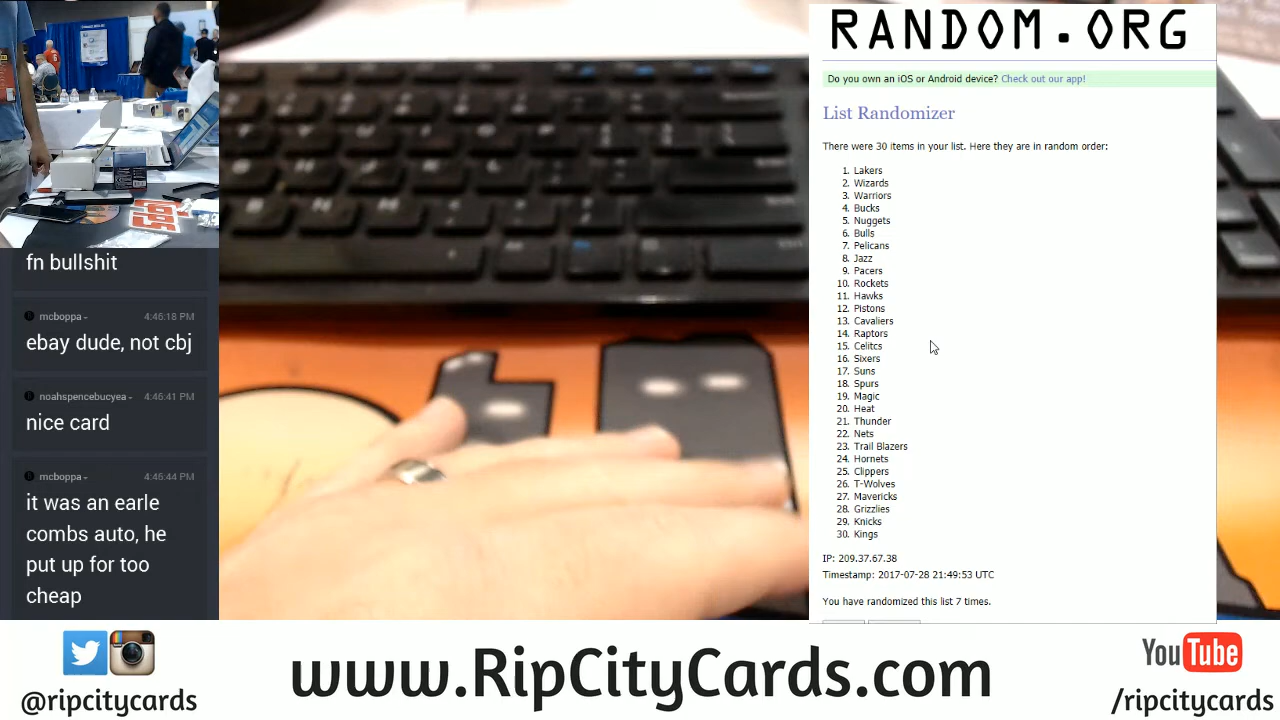 fn bullshit
mcboppa 4:46:18 PM
ebay dude, not cbj
noahspencebucyea 4:46:41 PM
nice card
mcboppa 4:46:44 PM
it was an earle
combs auto, he
put up for too
cheap
RANDOM.ORG
Do you own an iOS or Android device? Check out our app!
List Randomizer
There were 30 items in your list. Here they are in random order:
1. Lakers
2. Wizards
3. Warriors
4. Bucks
5. Nuggets
6. Bulls
7. Pelicans
8. Jazz
9. Pacers
10. Rockets
11. Hawks
12. Pistons
13. Cavaliers
14. Raptors
15. Celitcs
16. Sixers
17. Suns
18. Spurs
19. Magic
20. Heat
21. Thunder
22. Nets
23. Trail Blazers
24. Hornets
25. Clippers
26. T-Wolves
27. Mavericks
28. Grizzlies
29. Knicks
30. Kings
IP: 209.37.67.38
Timestamp: 2017-07-28 21:49:53 UTC
You have randomized this list 7 times.
@ripcitycards
www.RipCityCards.com
YouTube
/ripcitycards